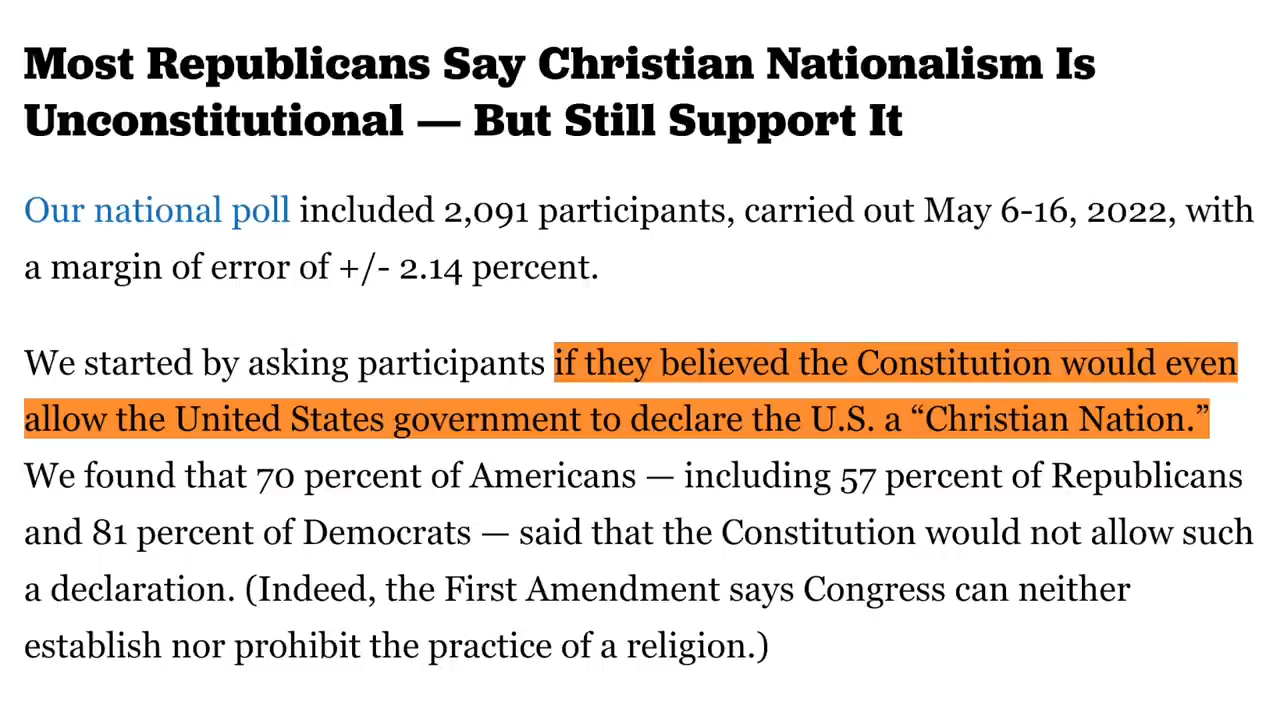 Most Republicans Say Christian Nationalism Is
Unconstitutional — But Still Support It
Our national poll included 2,091 participants, carried out May 6-16, 2022, with
a margin of error of +/- 2.14 percent.
We started by asking participants if they believed the Constitution would even
allow the United States government to declare the U.S. a “Christian Nation.”
We found that 70 percent of Americans — including 57 percent of Republicans
and 81 percent of Democrats — said that the Constitution would not allow such
a declaration. (Indeed, the First Amendment says Congress can neither
establish nor prohibit the practice of a religion.)